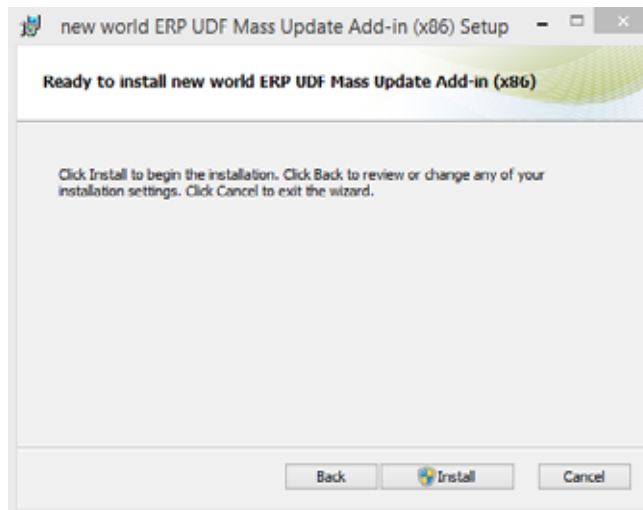 new world ERP UDF Mass Update Add-in (x86) Setup
Ready to install new world ERP UDF Mass Update Add-in (x86)
Click Install to begin the installation. Click Back to review or change any of your
installation settings. Click Cancel to exit the wizard.
Back Install Cancel